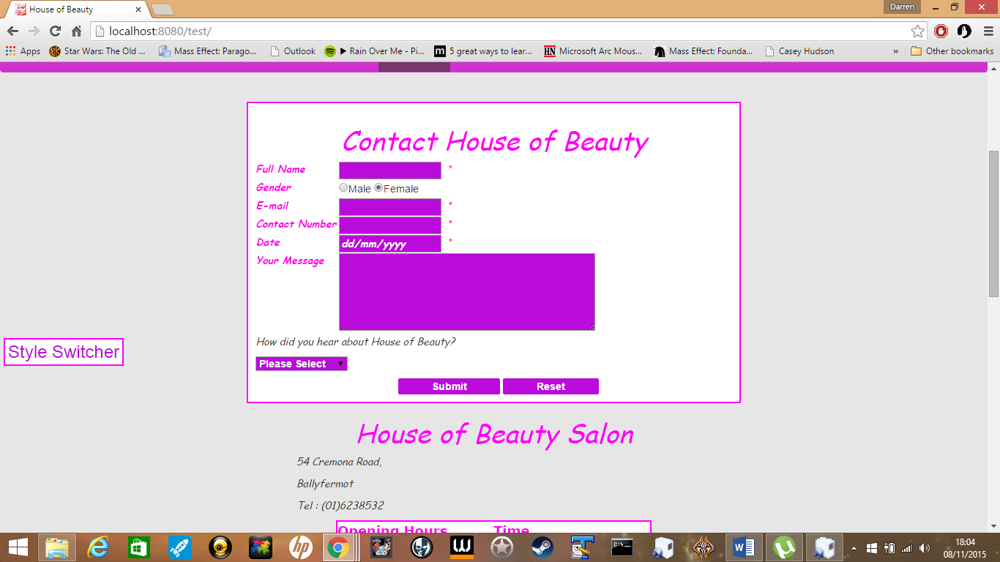 House of Beauty
Darren
localhost:8080/test/
Apps
Star Wars: The Old ...
Mass Effect: Parago...
Outlook
▶ Rain Over Me - Pi...
5 great ways to lear...
Microsoft Arc Mous...
Mass Effect: Founda...
Casey Hudson
»
Other bookmarks
Contact House of Beauty
Full Name *
Gender Male Female
E-mail *
Contact Number *
Date dd/mm/yyyy *
Your Message
How did you hear about House of Beauty?
Please Select
Submit Reset
Style Switcher
House of Beauty Salon
54 Cremona Road,
Ballyfermot
Tel : (01)6238532
Opening Hours Time
18:04
08/11/2015